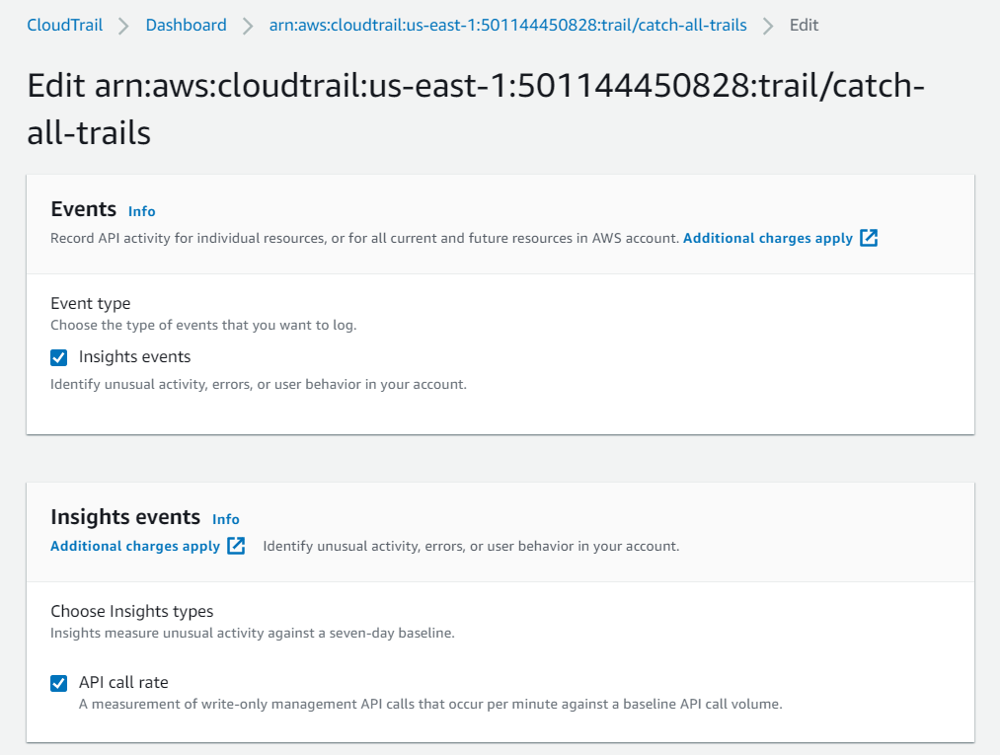 CloudTrail > Dashboard > arn:aws:cloudtrail:us-east-1:501144450828:trail/catch-all-trails > Edit
Edit arn:aws:cloudtrail:us-east-1:501144450828:trail/catch-
all-trails
Events Info
Record API activity for individual resources, or for all current and future resources in AWS account. Additional charges apply
Event type
Choose the type of events that you want to log.
Insights events
Identify unusual activity, errors, or user behavior in your account.
Insights events Info
Additional charges apply Identify unusual activity, errors, or user behavior in your account.
Choose Insights types
Insights measure unusual activity against a seven-day baseline.
API call rate
A measurement of write-only management API calls that occur per minute against a baseline API call volume.